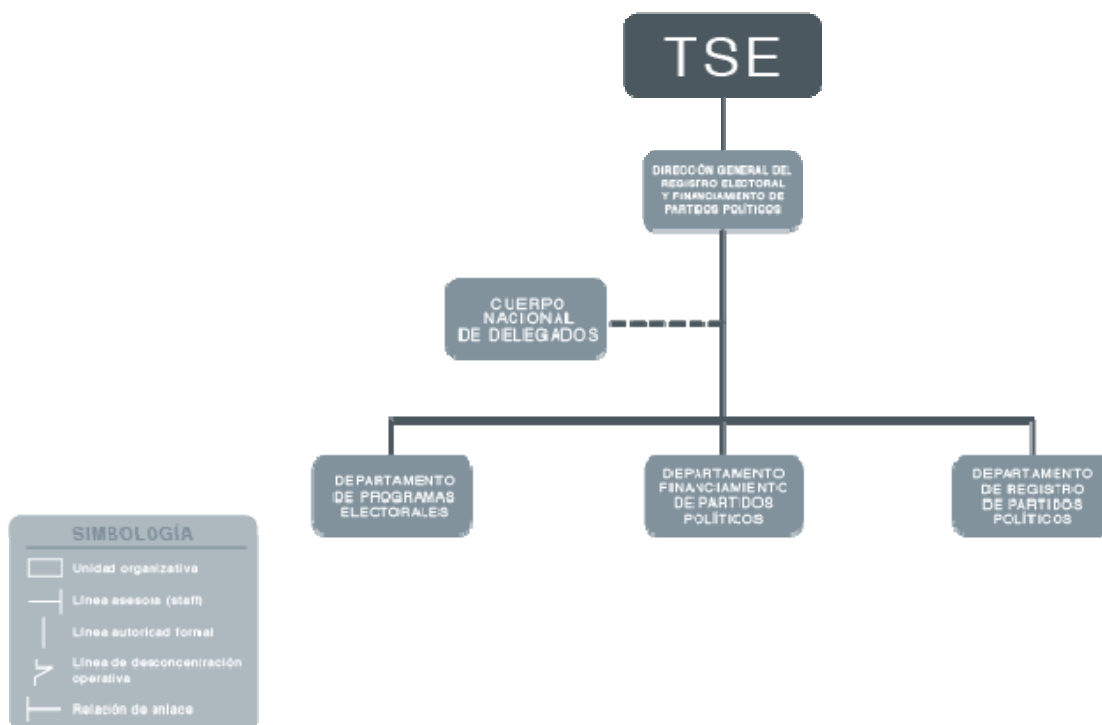 TSE
DIRECCIÓN GENERAL DEL
REGISTRO ELECTORAL
Y FINANCIAMIENTO DE
PARTIDOS POLÍTICOS
CUERPO
NACIONAL
DE DELEGADOS
DEPARTAMENTO
DE PROGRAMAS
ELECTORALES
DEPARTAMENTO
FINANCIAMIENTO
DE PARTIDOS
POLÍTICOS
DEPARTAMENTO
DE REGISTRO
DE PARTIDOS
POLÍTICOS
SIMBOLOGÍA
Unidad organizativa
Línea asesoría (staff)
Línea autoridad formal
Línea de desconcentración
operativa
Relación de enlace